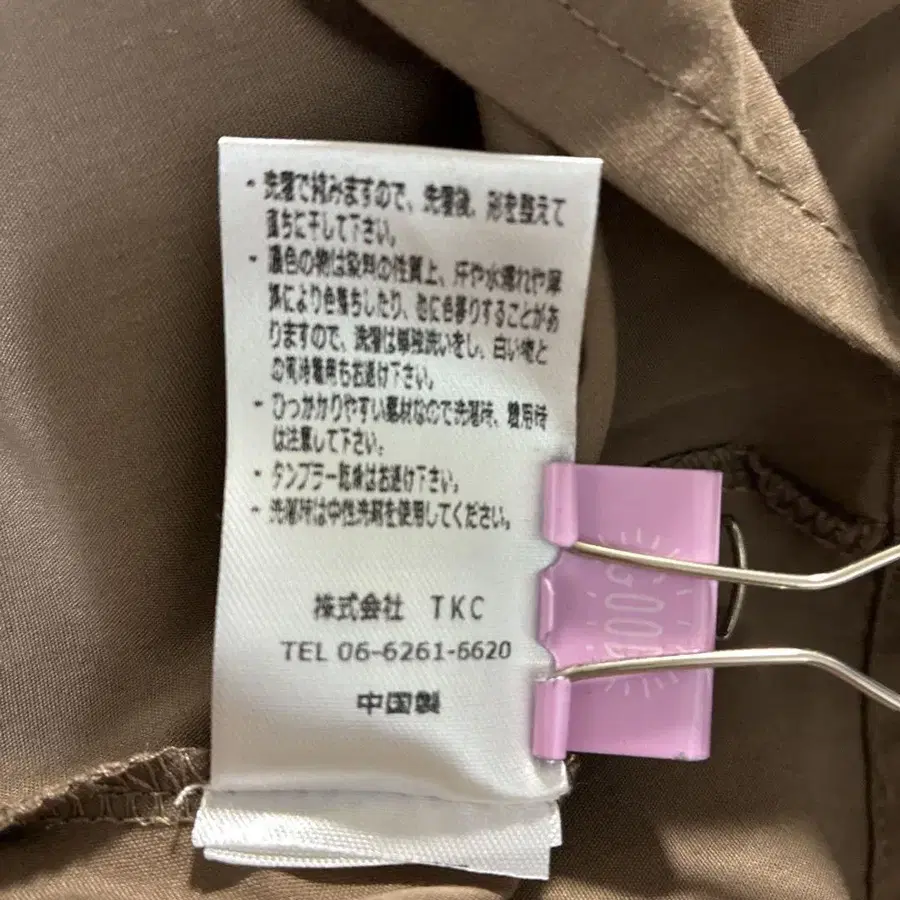 ・洗濯で縮みますので、洗濯後、形を整えて
直ちに干して下さい。
・濃色の物は染料の性質上、汗や水濡れや摩
擦により色落ちしたり、他に色移りすることがあ
りますので、洗濯は単独洗いをし、白い物と
の同時着用もお避け下さい。
・ひっかかりやすい素材なので洗濯時、着用時
は注意して下さい。
・タンブラー乾燥はお避け下さい。
・洗濯時は中性洗剤を使用してください。
株式会社 TKC
TEL 06-6261-6620
中国製
GOOD